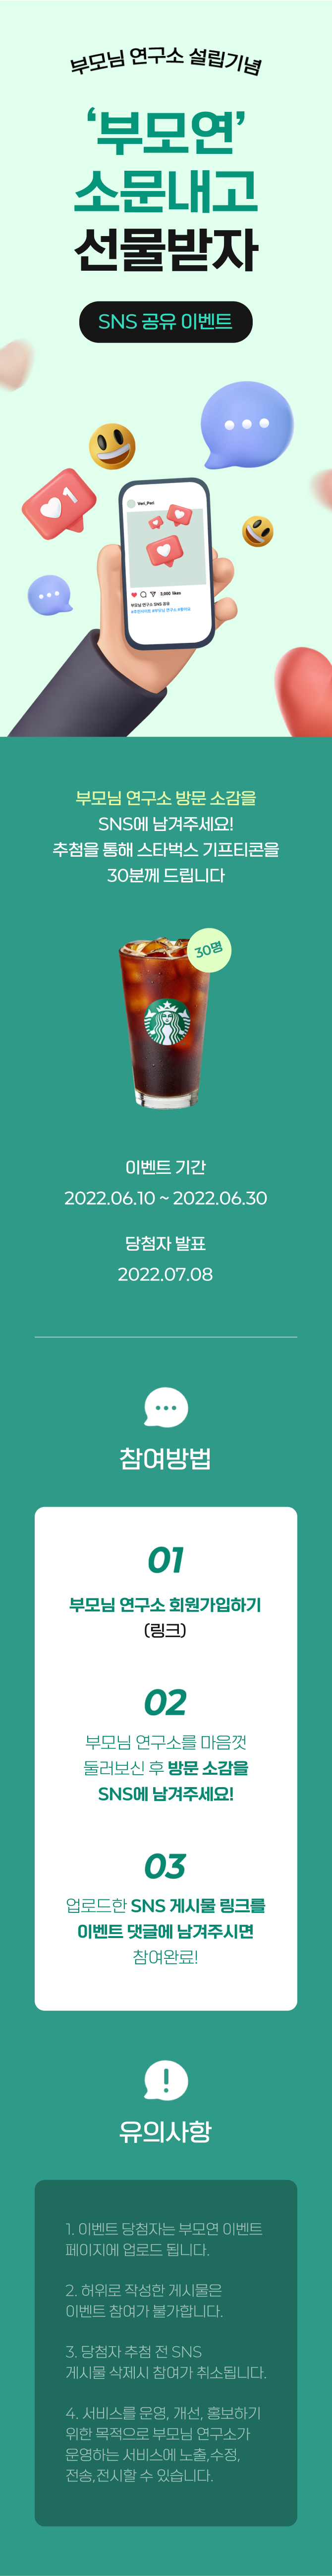 부모님 연구소 설립기념
‘부모연’
소문내고
선물받자
SNS 공유 이벤트
1
Vet_Pet
3,000 likes
부모님 연구소 SNS 공유
30명
부모님 연구소 방문 소감을
SNS에 남겨주세요!
추첨을 통해 스타벅스 기프티콘을
30분께 드립니다
이벤트 기간
2022.06.10 ~ 2022.06.30
당첨자 발표
2022.07.08
참여방법
01
부모님 연구소 회원가입하기
(링크)
02
부모님 연구소를 마음껏
둘러보신 후 방문 소감을
SNS에 남겨주세요!
03
업로드한 SNS 게시물 링크를
이벤트 댓글에 남겨주시면
참여완료!
유의사항
1. 이벤트 당첨자는 부모연 이벤트
페이지에 업로드 됩니다.
2. 허위로 작성한 게시물은
이벤트 참여가 불가합니다.
3. 당첨자 추첨 전 SNS
게시물 삭제시 참여가 취소됩니다.
4. 서비스를 운영, 개선, 홍보하기
위한 목적으로 부모님 연구소가
운영하는 서비스에 노출,수정,
전송,전시할 수 있습니다.